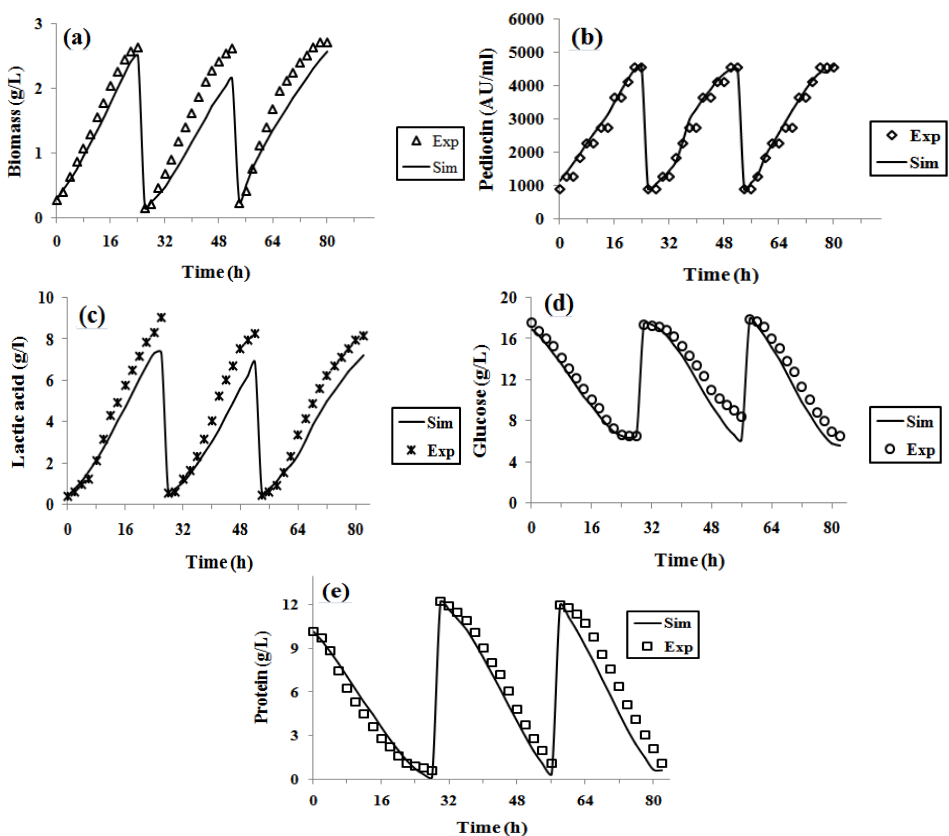 (a)
Biomass (g/L)
3
2
1
0
0 16 32 48 64 80
Time (h)
Exp
Sim
(b)
Pediocin (AU/ml)
6000
5000
4000
3000
2000
1000
0
0 16 32 48 64 80
Time (h)
Exp
Sim
(c)
Lactic acid (g/l)
10
8
6
4
2
0
0 16 32 48 64 80
Time (h)
Sim
Exp
(d)
Glucose (g/L)
20
16
12
8
4
0
0 16 32 48 64 80
Time (h)
Sim
Exp
(e)
Protein (g/L)
12
9
6
3
0
0 16 32 48 64 80
Time (h)
Sim
Exp